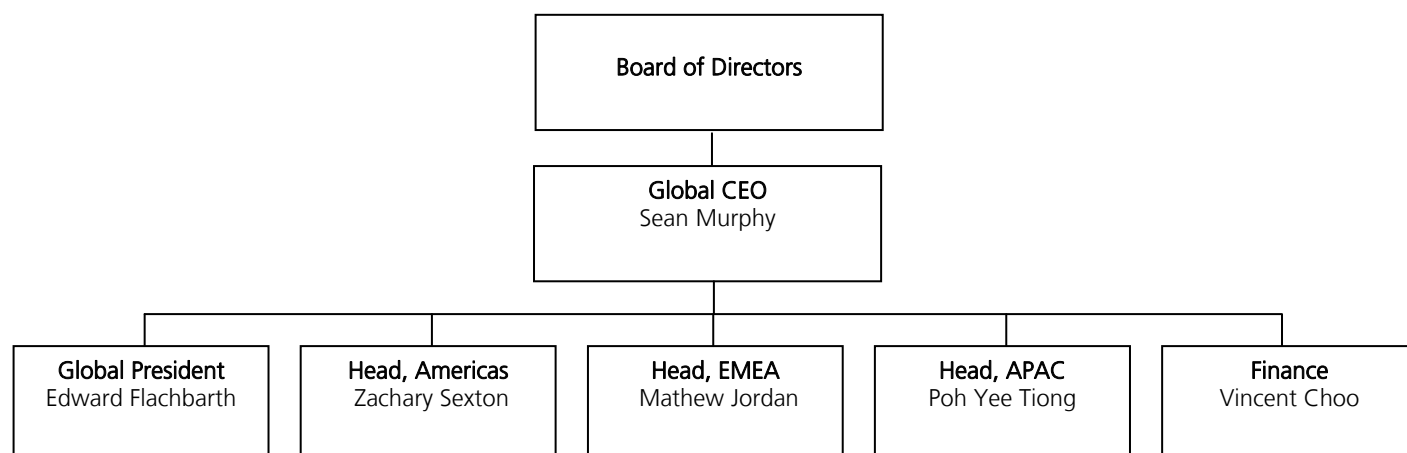 Board of Directors
Global CEO
Sean Murphy
Global President
Edward Flachbarth
Head, Americas
Zachary Sexton
Head, EMEA
Mathew Jordan
Head, APAC
Poh Yee Tiong
Finance
Vincent Choo